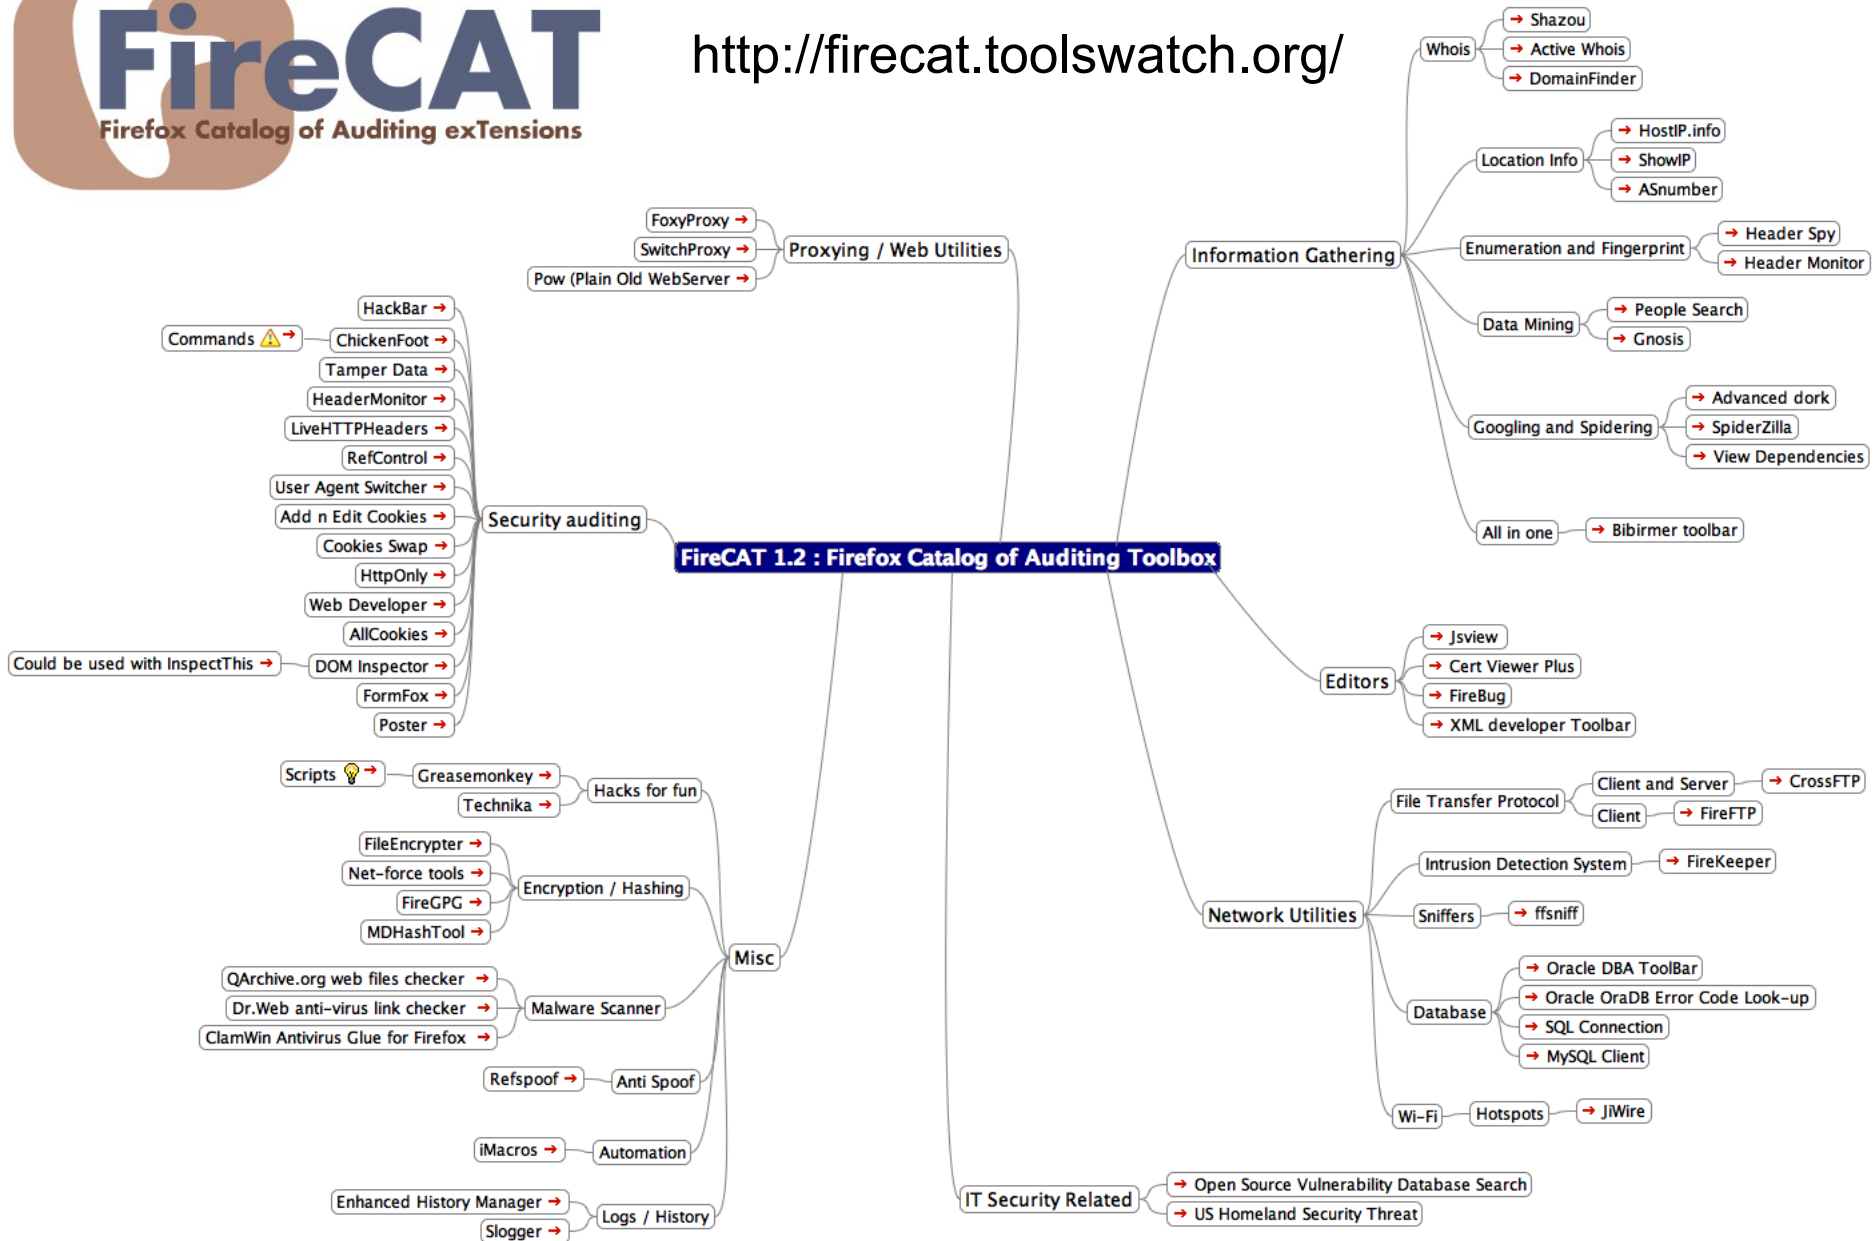 FireCAT
Firefox Catalog of Auditing exTensions
http://firecat.toolswatch.org/
FireCAT 1.2 : Firefox Catalog of Auditing Toolbox
Proxying / Web Utilities
FoxyProxy
SwitchProxy
Pow (Plain Old WebServer
Security auditing
HackBar
ChickenFoot
Commands
Tamper Data
HeaderMonitor
LiveHTTPHeaders
RefControl
User Agent Switcher
Add n Edit Cookies
Cookies Swap
HttpOnly
Web Developer
AllCookies
DOM Inspector
Could be used with InspectThis
FormFox
Poster
Misc
Hacks for fun
Greasemonkey
Scripts
Technika
Encryption / Hashing
FileEncrypter
Net-force tools
FireGPG
MDHashTool
Malware Scanner
QArchive.org web files checker
Dr.Web anti-virus link checker
ClamWin Antivirus Glue for Firefox
Anti Spoof
Refspoof
Automation
iMacros
Logs / History
Enhanced History Manager
Slogger
Information Gathering
Whois
Shazou
Active Whois
DomainFinder
Location Info
HostIP.info
ShowIP
ASnumber
Enumeration and Fingerprint
Header Spy
Header Monitor
Data Mining
People Search
Gnosis
Googling and Spidering
Advanced dork
SpiderZilla
View Dependencies
All in one
Bibirmer toolbar
Editors
Jsview
Cert Viewer Plus
FireBug
XML developer Toolbar
Network Utilities
File Transfer Protocol
Client and Server
CrossFTP
Client
FireFTP
Intrusion Detection System
FireKeeper
Sniffers
ffsniff
Database
Oracle DBA ToolBar
Oracle OraDB Error Code Look-up
SQL Connection
MySQL Client
Wi-Fi
Hotspots
JiWire
IT Security Related
Open Source Vulnerability Database Search
US Homeland Security Threat